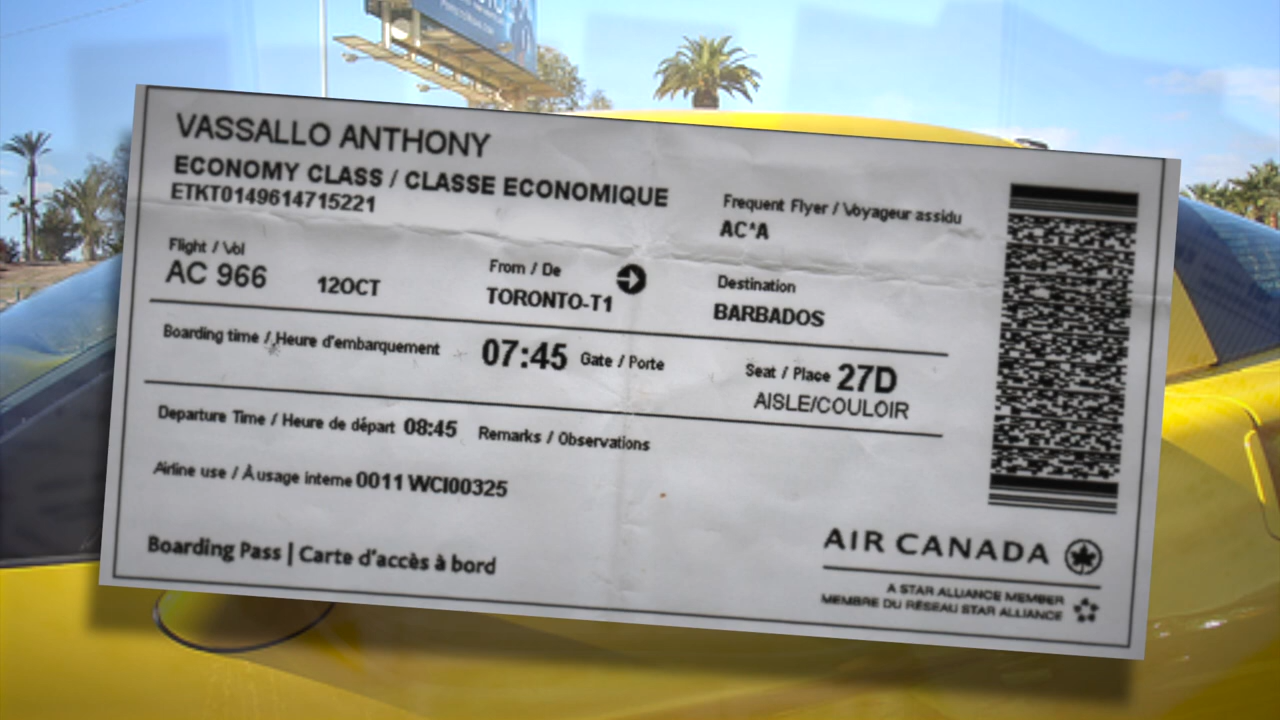 VASSALLO ANTHONY
ECONOMY CLASS / CLASSE ECONOMIQUE
ETKT0149614715221
Frequent Flyer / Voyageur assidu
AC*A
Flight / Vol
AC 966 12OCT
From / De
TORONTO-T1
Destination
BARBADOS
Boarding time / Heure d'embarquement 07:45 Gate / Porte
Seat / Place 27D
AISLE/COULOIR
Departure Time / Heure de départ 08:45 Remarks / Observations
Airline use / À usage interne 0011 WCI00325
Boarding Pass | Carte d'accès à bord
AIR CANADA
A STAR ALLIANCE MEMBER
MEMBRE DU RÉSEAU STAR ALLIANCE